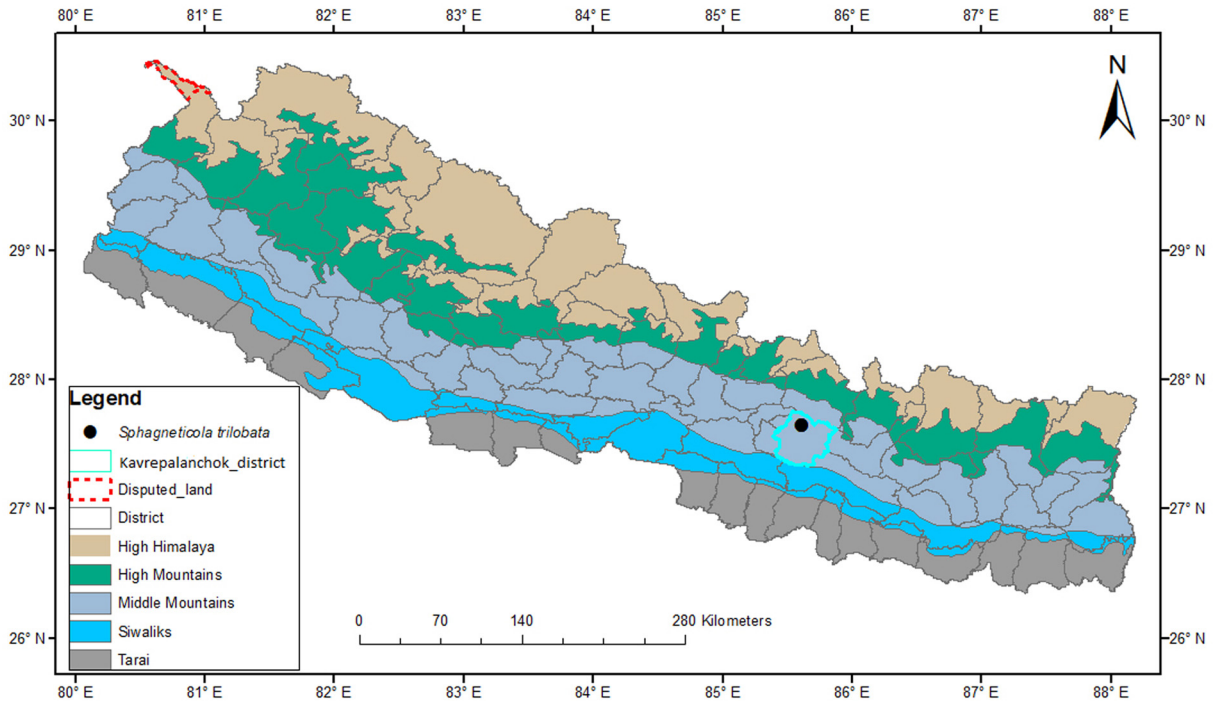 80° E 81° E 82° E 83° E 84° E 85° E 86° E 87° E 88° E
N
30° N 30° N
29° N 29° N
28° N 28° N
27° N 27° N
26° N 26° N
Legend
Sphagneticola trilobata
Kavrepalanchok_district
Disputed_land
District
High Himalaya
High Mountains
Middle Mountains
Siwaliks
Tarai
0 70 140 280 Kilometers
80° E 81° E 82° E 83° E 84° E 85° E 86° E 87° E 88° E